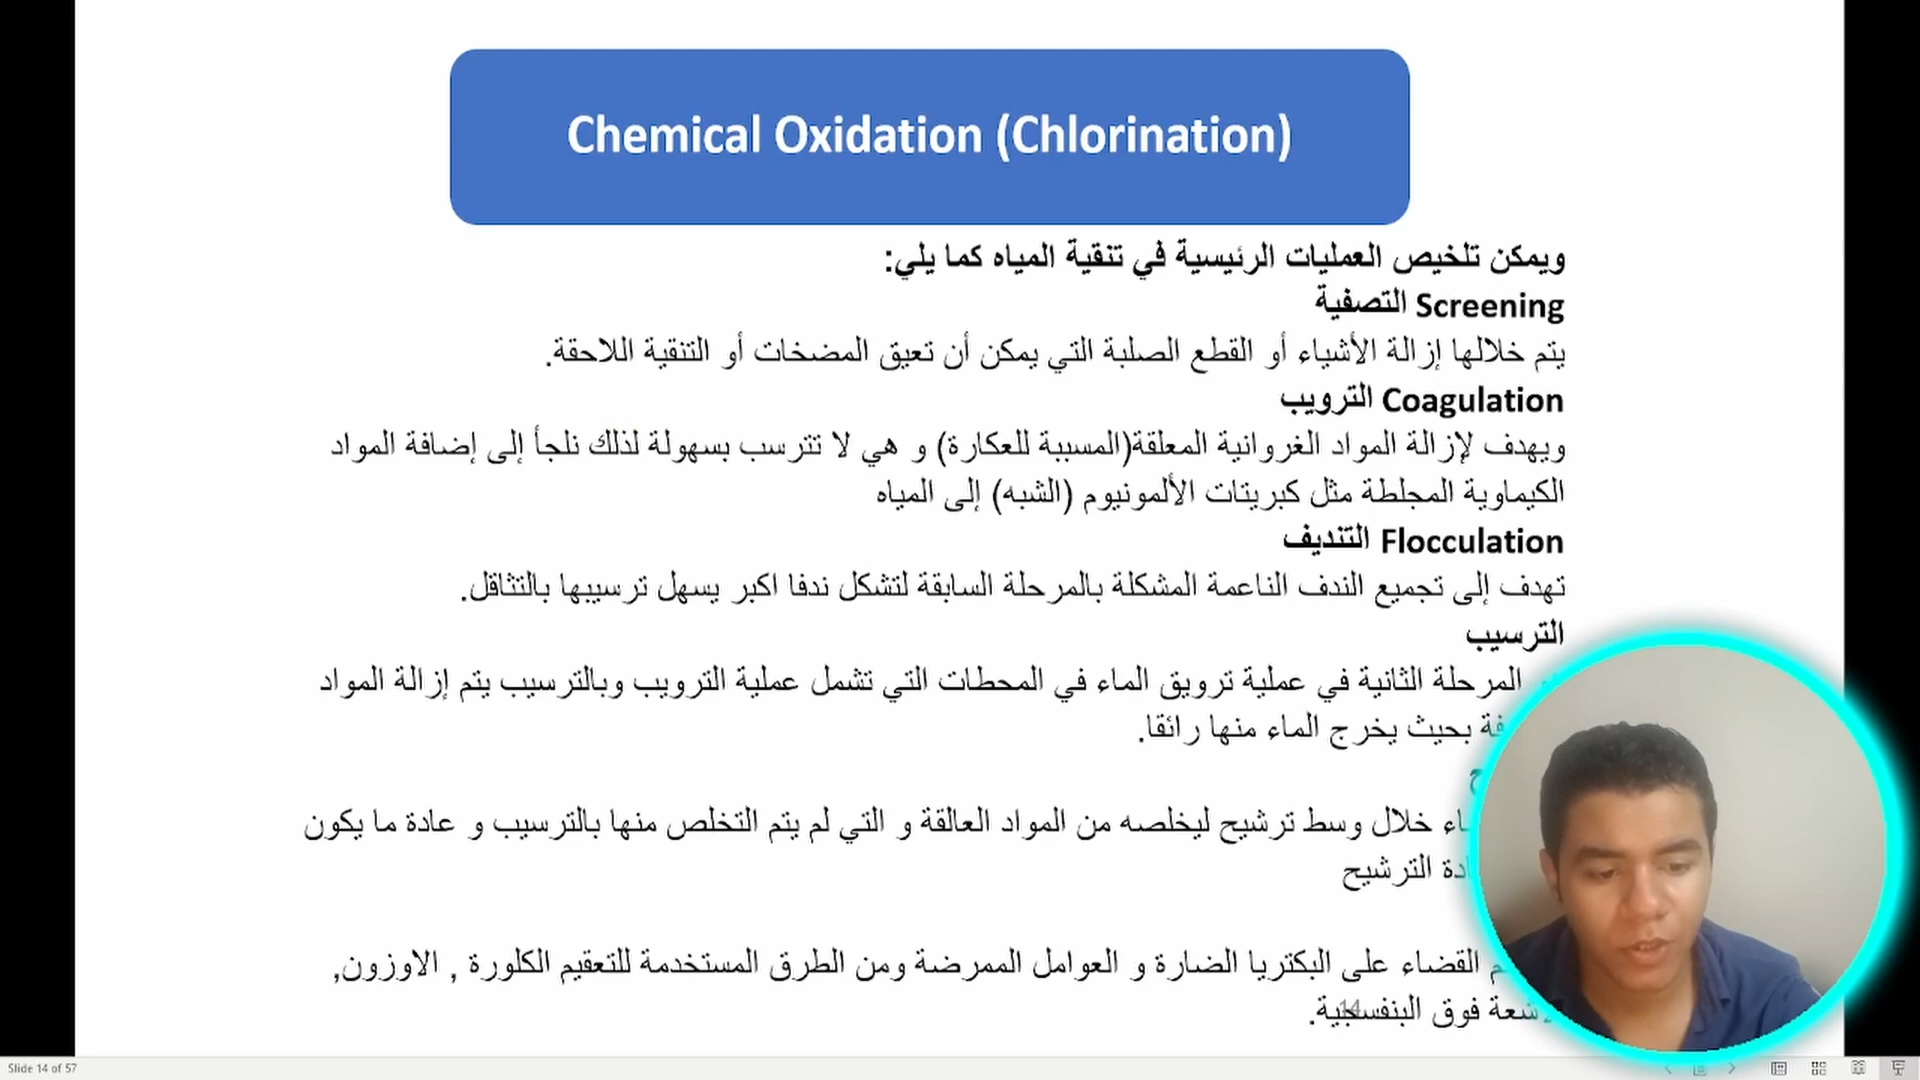 Chemical Oxidation (Chlorination)
ويمكن تلخيص العمليات الرئيسية في تنقية المياه كما يلي:
Screening التصفية
يتم خلالها إزالة الأشياء أو القطع الصلبة التي يمكن أن تعيق المضخات أو التنقية اللاحقة.
Coagulation الترويب
ويهدف لإزالة المواد الغروانية المعلقة(المسببة للعكارة) و هي لا تترسب بسهولة لذلك نلجأ إلى إضافة المواد
الكيماوية المجلطة مثل كبريتات الألمونيوم (الشبه) إلى المياه
Flocculation التنديف
تهدف إلى تجميع الندف الناعمة المشكلة بالمرحلة السابقة لتشكل ندفا اكبر يسهل ترسيبها بالتثاقل.
الترسيب
المرحلة الثانية في عملية ترويق الماء في المحطات التي تشمل عملية الترويب وبالترسيب يتم إزالة المواد
بحيث يخرج الماء منها رائقا.
خلال وسط ترشيح ليخلصه من المواد العالقة و التي لم يتم التخلص منها بالترسيب و عادة ما يكون
الترشيح
القضاء على البكتريا الضارة و العوامل الممرضة ومن الطرق المستخدمة للتعقيم الكلورة , الاوزون,
فوق البنفسجية.
14
Slide 14 of 57